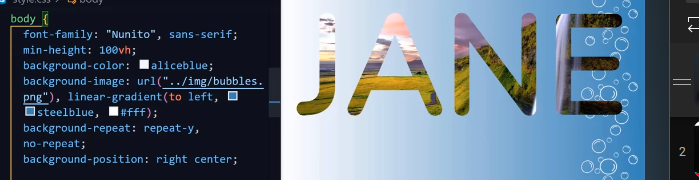 style.css > body
body {
font-family: "Nunito", sans-serif;
min-height: 100vh;
background-color: aliceblue;
background-image: url("../img/bubbles.
png"), linear-gradient(to left,
steelblue, #fff);
background-repeat: repeat-y,
no-repeat;
background-position: right center;
JANE
2